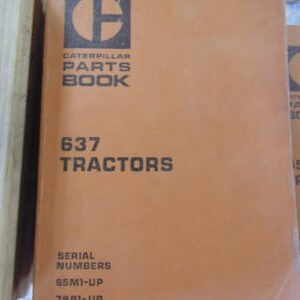 CATERPILLAR
PARTS
BOOK
637
TRACTORS
SERIAL
NUMBERS
65M1-UP